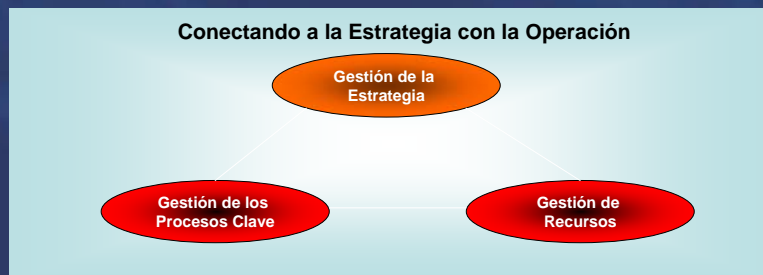 Conectando a la Estrategia con la Operación
Gestión de la
Estrategia
Gestión de los
Procesos Clave
Gestión de
Recursos